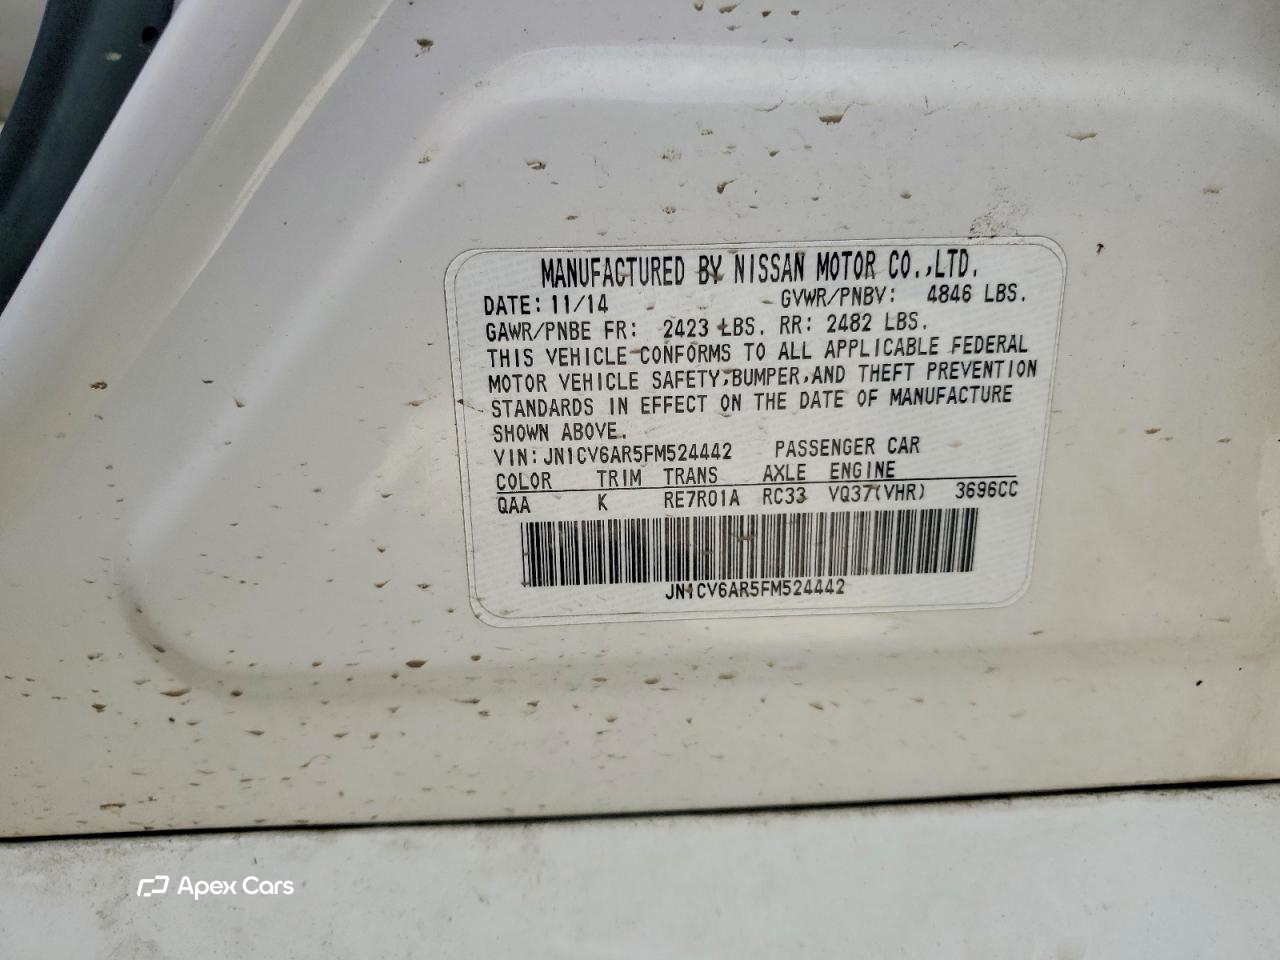 MANUFACTURED BY NISSAN MOTOR CO.,LTD.
DATE: 11/14 GVWR/PNBV: 4846 LBS.
GAWR/PNBE FR: 2423 LBS. RR: 2482 LBS.
THIS VEHICLE CONFORMS TO ALL APPLICABLE FEDERAL
MOTOR VEHICLE SAFETY,BUMPER,AND THEFT PREVENTION
STANDARDS IN EFFECT ON THE DATE OF MANUFACTURE
SHOWN ABOVE.
VIN: JN1CV6AR5FM524442 PASSENGER CAR
COLOR TRIM TRANS AXLE ENGINE
QAA K RE7R01A RC33 VQ37(VHR) 3696CC
JN1CV6AR5FM524442
Apex Cars